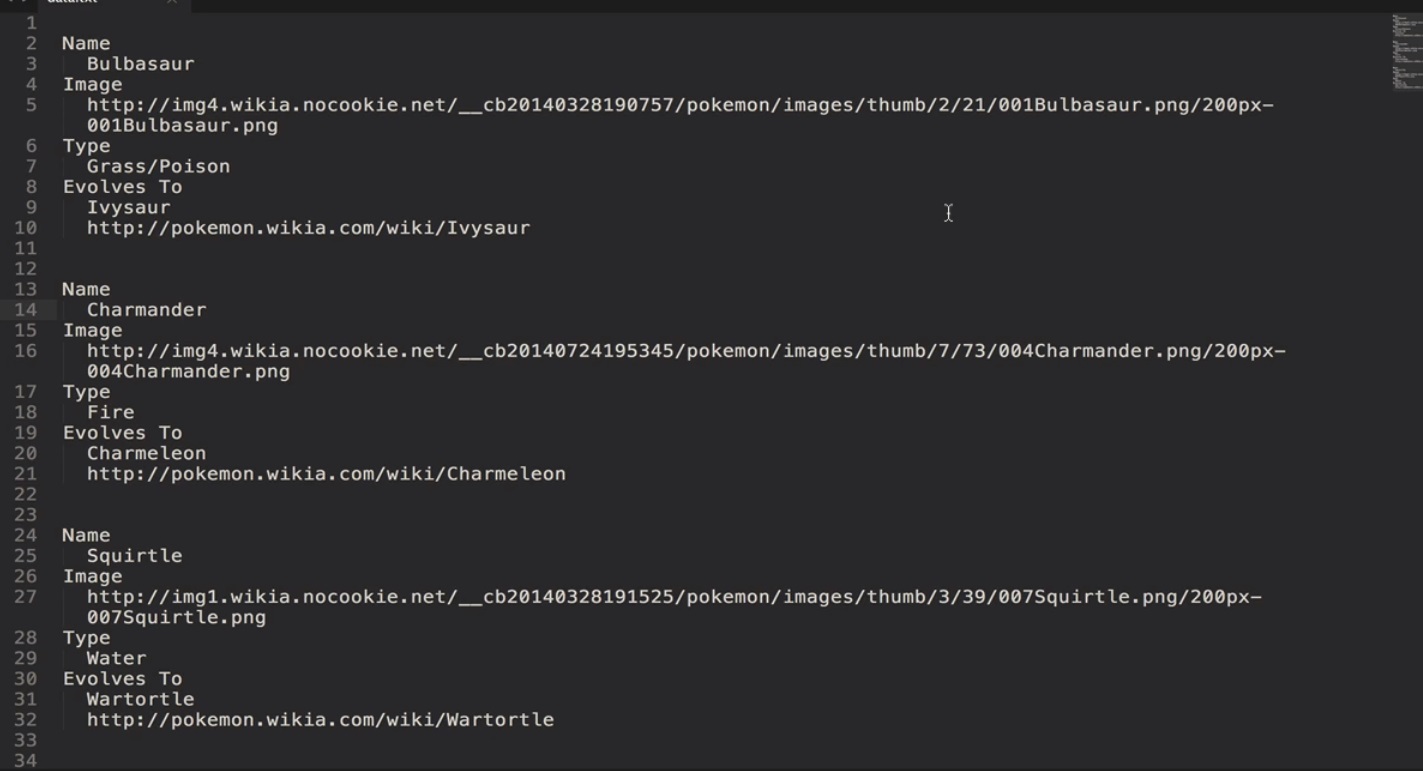 data.txt
1
2 Name
3 Bulbasaur
4 Image
5 http://img4.wikia.nocookie.net/__cb20140328190757/pokemon/images/thumb/2/21/001Bulbasaur.png/200px-
001Bulbasaur.png
6 Type
7 Grass/Poison
8 Evolves To
9 Ivysaur
10 http://pokemon.wikia.com/wiki/Ivysaur
11
12
13 Name
14 Charmander
15 Image
16 http://img4.wikia.nocookie.net/__cb20140724195345/pokemon/images/thumb/7/73/004Charmander.png/200px-
004Charmander.png
17 Type
18 Fire
19 Evolves To
20 Charmeleon
21 http://pokemon.wikia.com/wiki/Charmeleon
22
23
24 Name
25 Squirtle
26 Image
27 http://img1.wikia.nocookie.net/__cb20140328191525/pokemon/images/thumb/3/39/007Squirtle.png/200px-
007Squirtle.png
28 Type
29 Water
30 Evolves To
31 Wartortle
32 http://pokemon.wikia.com/wiki/Wartortle
33
34